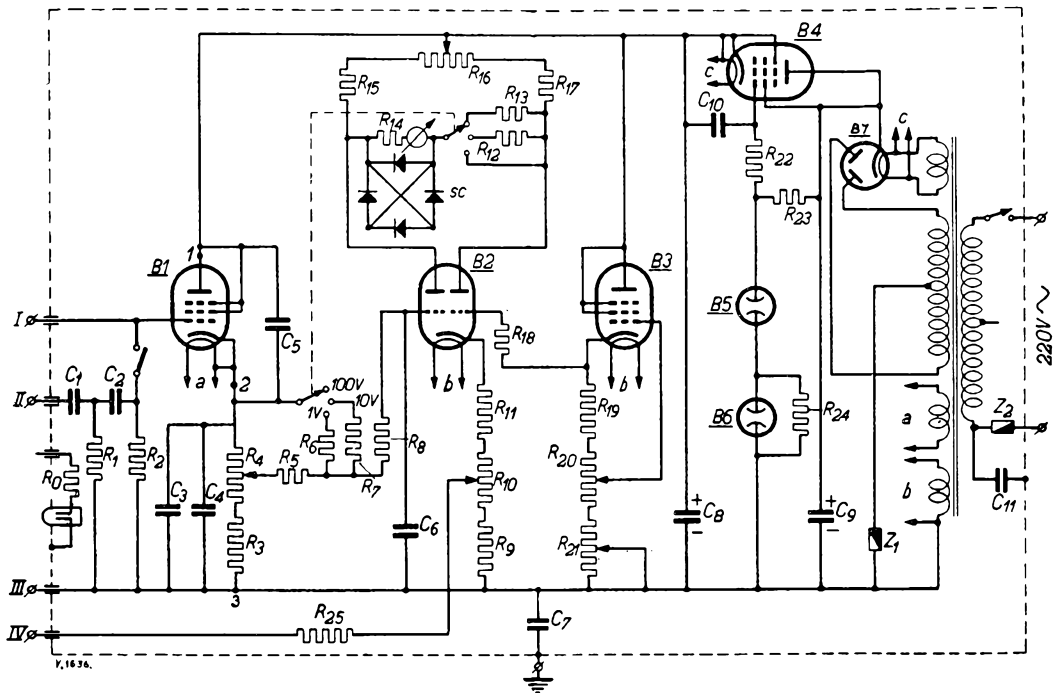 B4
c
R16
R15
R17
C10
R13
R14
R12
B7
c
R22
SC
R23
1
B1
B2
B3
I
C5
R18
B5
a
b
b
220V ~
C1
C2
2
II
100V
10V
1V
R11
R19
a
Z2
B6
R24
R6
R8
R0
R1
R2
R4
R5
R7
R10
R20
b
C11
C3
C4
C6
C8
+
-
C9
+
-
R3
R9
R21
Z1
III
3
IV
R25
C7
V.1636.